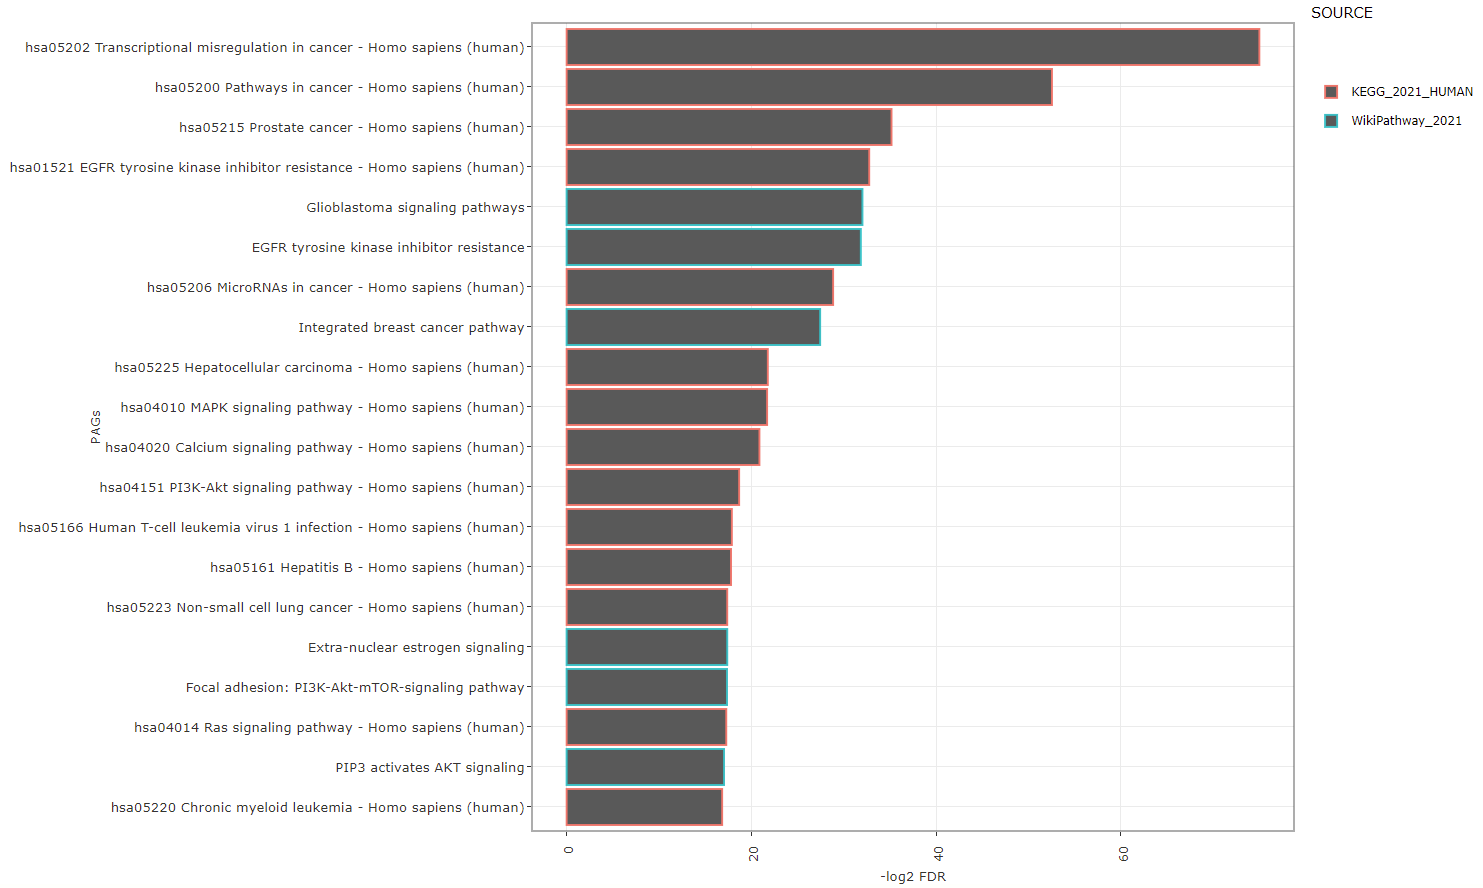 SOURCE
KEGG_2021_HUMAN
WikiPathway_2021
hsa05202 Transcriptional misregulation in cancer - Homo sapiens (human)
hsa05200 Pathways in cancer - Homo sapiens (human)
hsa05215 Prostate cancer - Homo sapiens (human)
hsa01521 EGFR tyrosine kinase inhibitor resistance - Homo sapiens (human)
Glioblastoma signaling pathways
EGFR tyrosine kinase inhibitor resistance
hsa05206 MicroRNAs in cancer - Homo sapiens (human)
Integrated breast cancer pathway
hsa05225 Hepatocellular carcinoma - Homo sapiens (human)
hsa04010 MAPK signaling pathway - Homo sapiens (human)
PAGs
hsa04020 Calcium signaling pathway - Homo sapiens (human)
hsa04151 PI3K-Akt signaling pathway - Homo sapiens (human)
hsa05166 Human T-cell leukemia virus 1 infection - Homo sapiens (human)
hsa05161 Hepatitis B - Homo sapiens (human)
hsa05223 Non-small cell lung cancer - Homo sapiens (human)
Extra-nuclear estrogen signaling
Focal adhesion: PI3K-Akt-mTOR-signaling pathway
hsa04014 Ras signaling pathway - Homo sapiens (human)
PIP3 activates AKT signaling
hsa05220 Chronic myeloid leukemia - Homo sapiens (human)
0 20 40 60
-log2 FDR